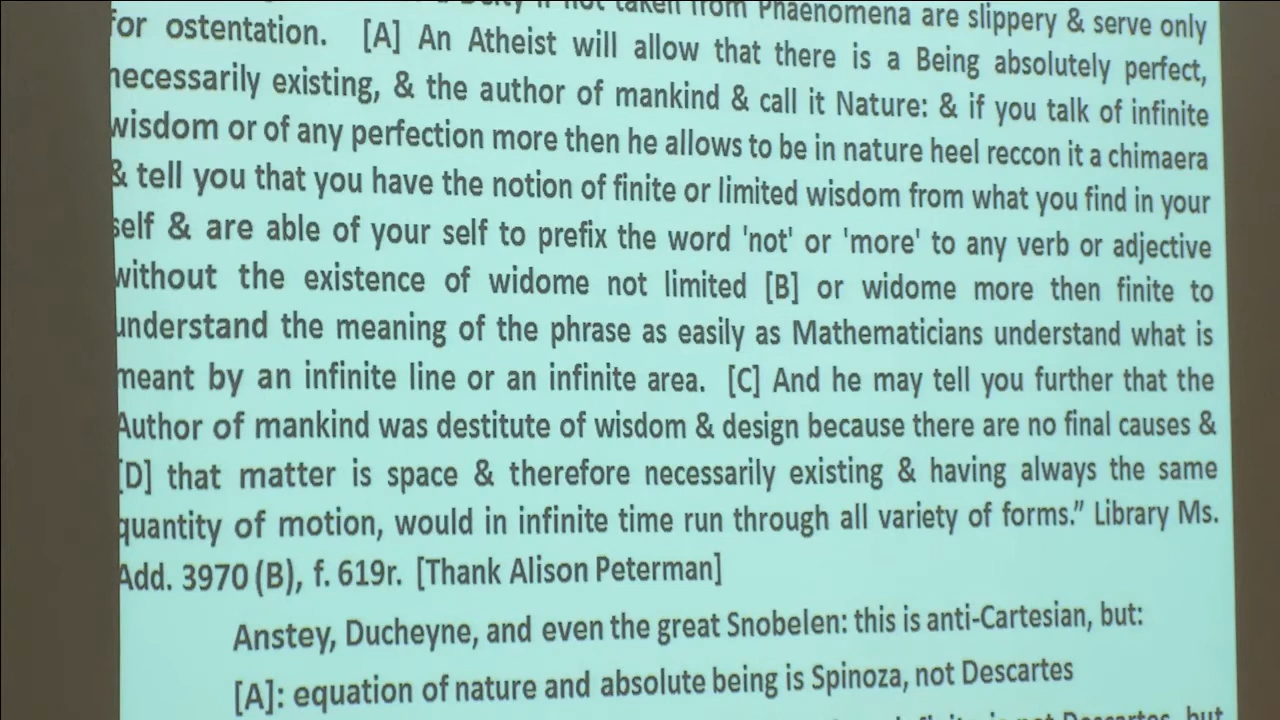 taken from Phaenomena are slippery & serve only
for ostentation. [A] An Atheist will allow that there is a Being absolutely perfect,
necessarily existing, & the author of mankind & call it Nature: & if you talk of infinite
wisdom or of any perfection more then he allows to be in nature heel reccon it a chimaera
& tell you that you have the notion of finite or limited wisdom from what you find in your
self & are able of your self to prefix the word 'not' or 'more' to any verb or adjective
without the existence of widome not limited [B] or widome more then finite to
understand the meaning of the phrase as easily as Mathematicians understand what is
meant by an infinite line or an infinite area. [C] And he may tell you further that the
Author of mankind was destitute of wisdom & design because there are no final causes &
[D] that matter is space & therefore necessarily existing & having always the same
quantity of motion, would in infinite time run through all variety of forms.” Library Ms.
Add. 3970 (B), f. 619r. [Thank Alison Peterman]
Anstey, Ducheyne, and even the great Snobelen: this is anti-Cartesian, but:
[A]: equation of nature and absolute being is Spinoza, not Descartes